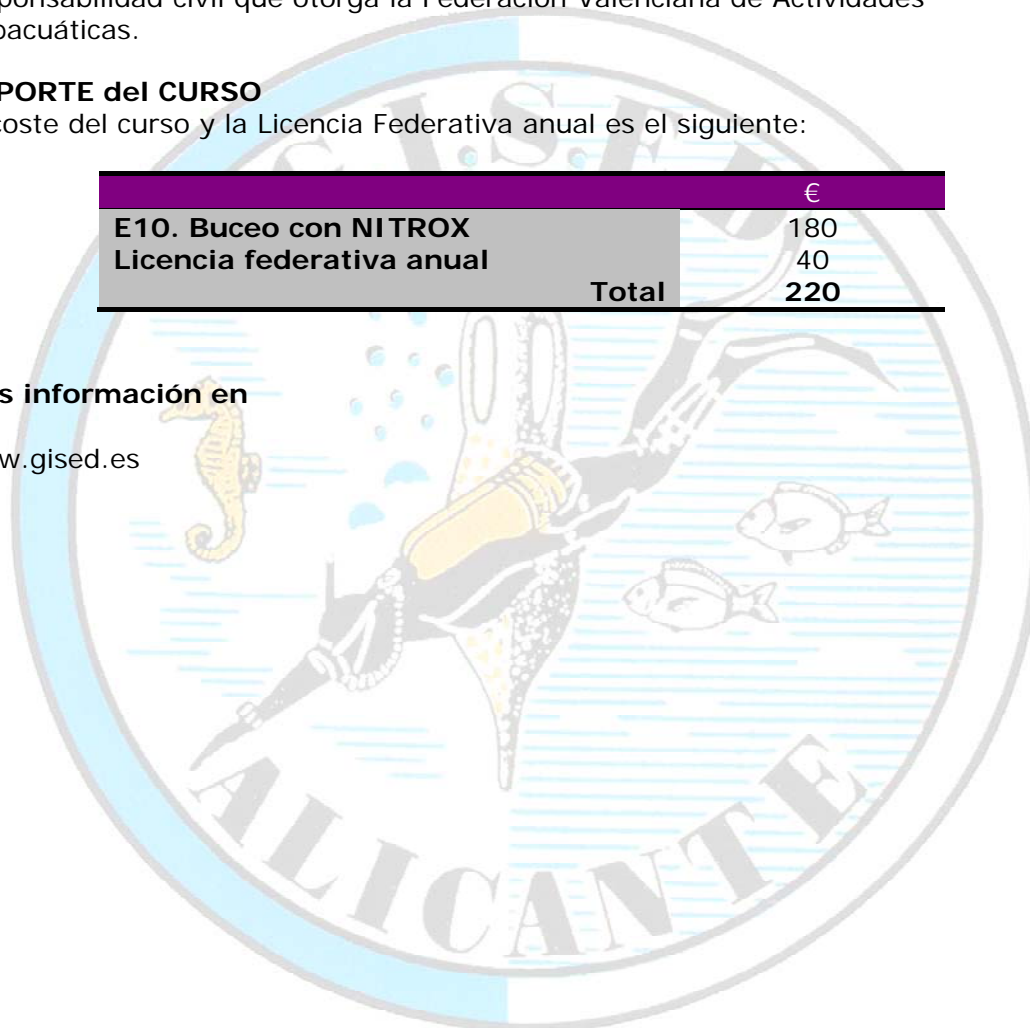 ponsabilidad civil que otorga la Federación Valenciana de Actividades
bacuáticas.
PORTE del CURSO
coste del curso y la Licencia Federativa anual es el siguiente:
€
E10. Buceo con NITROX 180
Licencia federativa anual 40
Total 220
s información en
w.gised.es
G.I.S.E.D.
ALICANTE